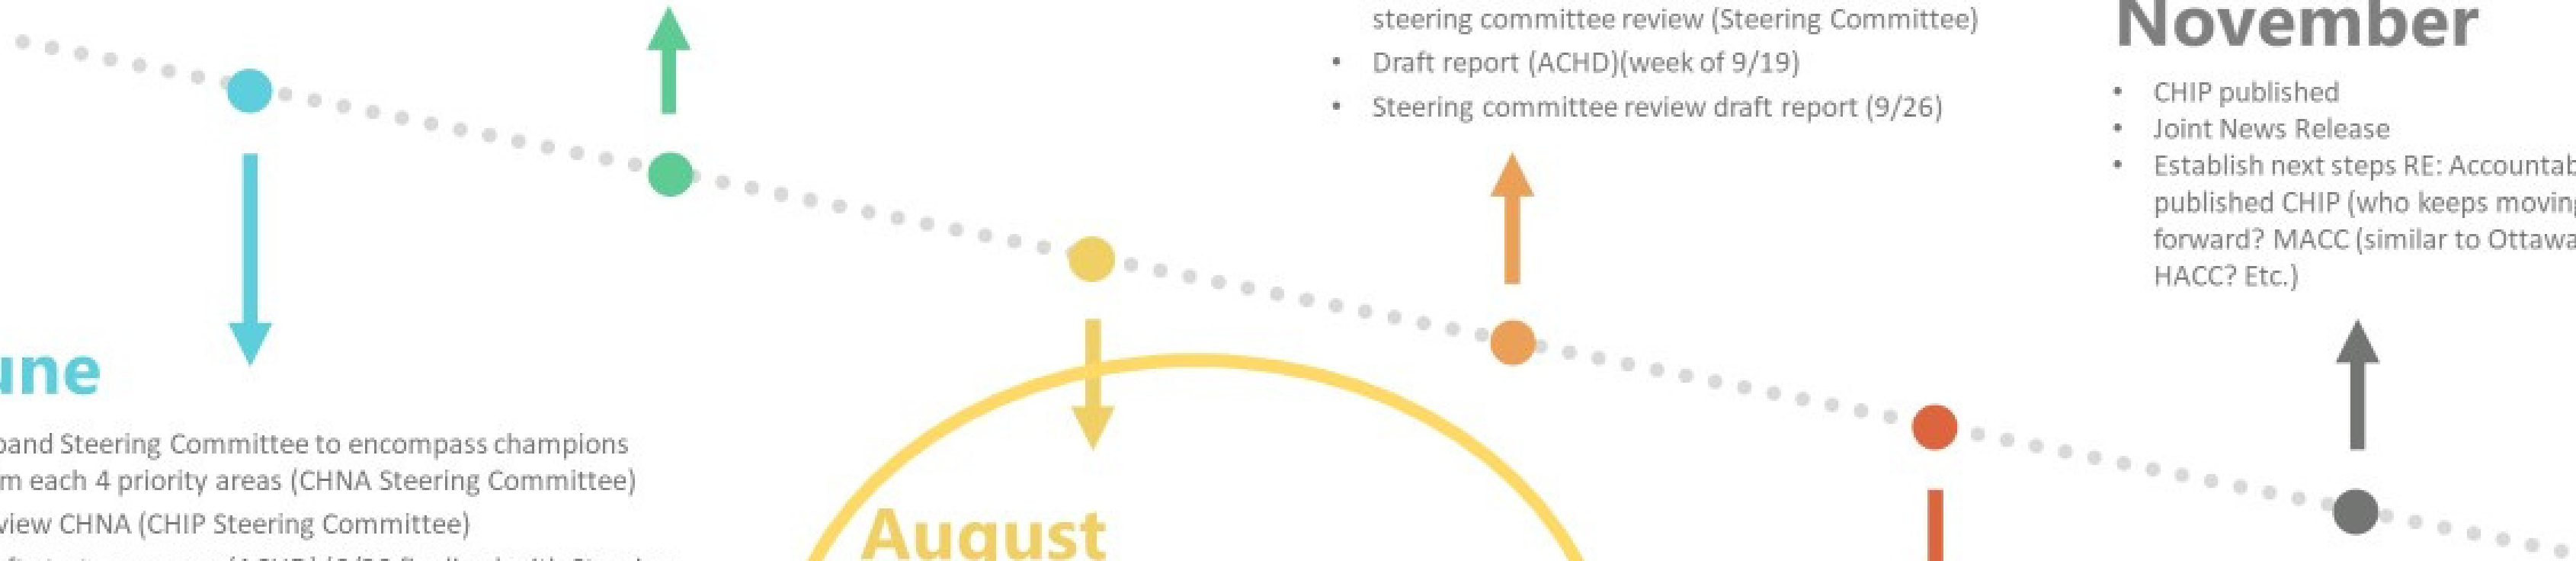 steering committee review (Steering Committee)
• Draft report (ACHD)(week of 9/19)
• Steering committee review draft report (9/26)
November
• CHIP published
• Joint News Release
• Establish next steps RE: Accountab
published CHIP (who keeps moving
forward? MACC (similar to Ottawa
HACC? Etc.)
une
pand Steering Committee to encompass champions
m each 4 priority areas (CHNA Steering Committee)
view CHNA (CHIP Steering Committee)
August